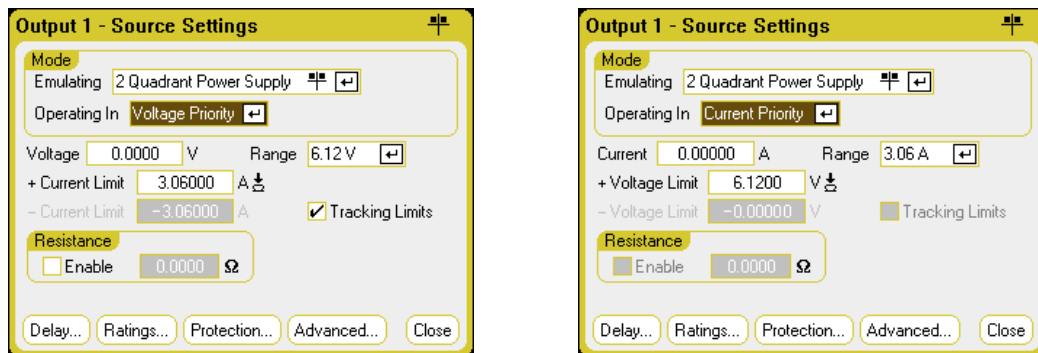 Output 1 - Source Settings
Mode
Emulating 2 Quadrant Power Supply
Operating In Voltage Priority
Voltage 0.0000 V Range 6.12 V
+ Current Limit 3.06000 A
- Current Limit -3.06000 A Tracking Limits
Resistance
Enable 0.0000 Ω
Delay... Ratings... Protection... Advanced... Close
Output 1 - Source Settings
Mode
Emulating 2 Quadrant Power Supply
Operating In Current Priority
Current 0.00000 A Range 3.06 A
+ Voltage Limit 6.1200 V
- Voltage Limit -0.00000 V Tracking Limits
Resistance
Enable 0.0000 Ω
Delay... Ratings... Protection... Advanced... Close